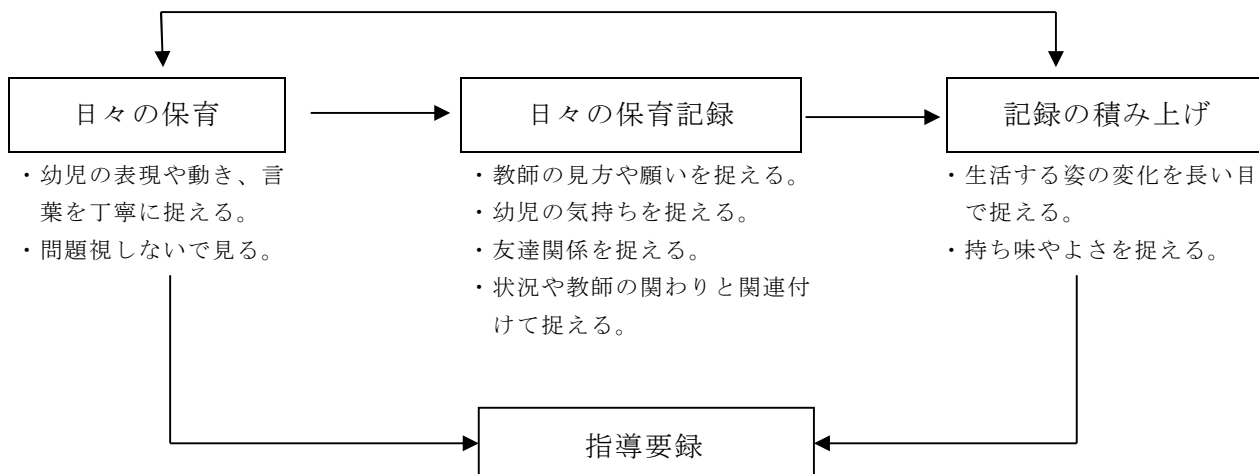 日々の保育
・幼児の表現や動き、言
葉を丁寧に捉える。
・問題視しないで見る。
日々の保育記録
・教師の見方や願いを捉える。
・幼児の気持ちを捉える。
・友達関係を捉える。
・状況や教師の関わりと関連付
けて捉える。
記録の積み上げ
・生活する姿の変化を長い目
で捉える。
・持ち味やよさを捉える。
指導要録